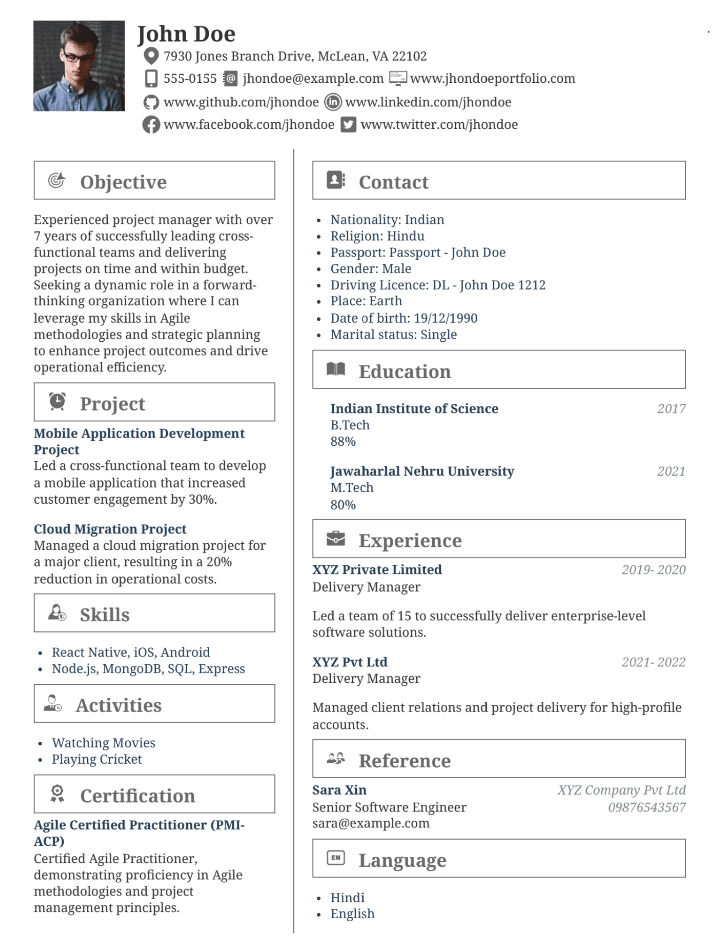 John Doe
7930 Jones Branch Drive, McLean, VA 22102
555-0155 jhondoe@example.com www.jhondoeportfolio.com
www.github.com/jhondoe www.linkedin.com/jhondoe
www.facebook.com/jhondoe www.twitter.com/jhondoe
Objective
Experienced project manager with over
7 years of successfully leading cross-
functional teams and delivering
projects on time and within budget.
Seeking a dynamic role in a forward-
thinking organization where I can
leverage my skills in Agile
methodologies and strategic planning
to enhance project outcomes and drive
operational efficiency.
Project
Mobile Application Development
Project
Led a cross-functional team to develop
a mobile application that increased
customer engagement by 30%.
Cloud Migration Project
Managed a cloud migration project for
a major client, resulting in a 20%
reduction in operational costs.
Skills
• React Native, iOS, Android
• Node.js, MongoDB, SQL, Express
Activities
• Watching Movies
• Playing Cricket
Certification
Agile Certified Practitioner (PMI-
ACP)
Certified Agile Practitioner,
demonstrating proficiency in Agile
methodologies and project
management principles.
Contact
• Nationality: Indian
• Religion: Hindu
• Passport: Passport - John Doe
• Gender: Male
• Driving Licence: DL - John Doe 1212
• Place: Earth
• Date of birth: 19/12/1990
• Marital status: Single
Education
Indian Institute of Science 2017
B.Tech
88%
Jawaharlal Nehru University 2021
M.Tech
80%
Experience
XYZ Private Limited 2019- 2020
Delivery Manager
Led a team of 15 to successfully deliver enterprise-level
software solutions.
XYZ Pvt Ltd 2021- 2022
Delivery Manager
Managed client relations and project delivery for high-profile
accounts.
Reference
Sara Xin XYZ Company Pvt Ltd
Senior Software Engineer 09876543567
sara@example.com
EN Language
• Hindi
• English